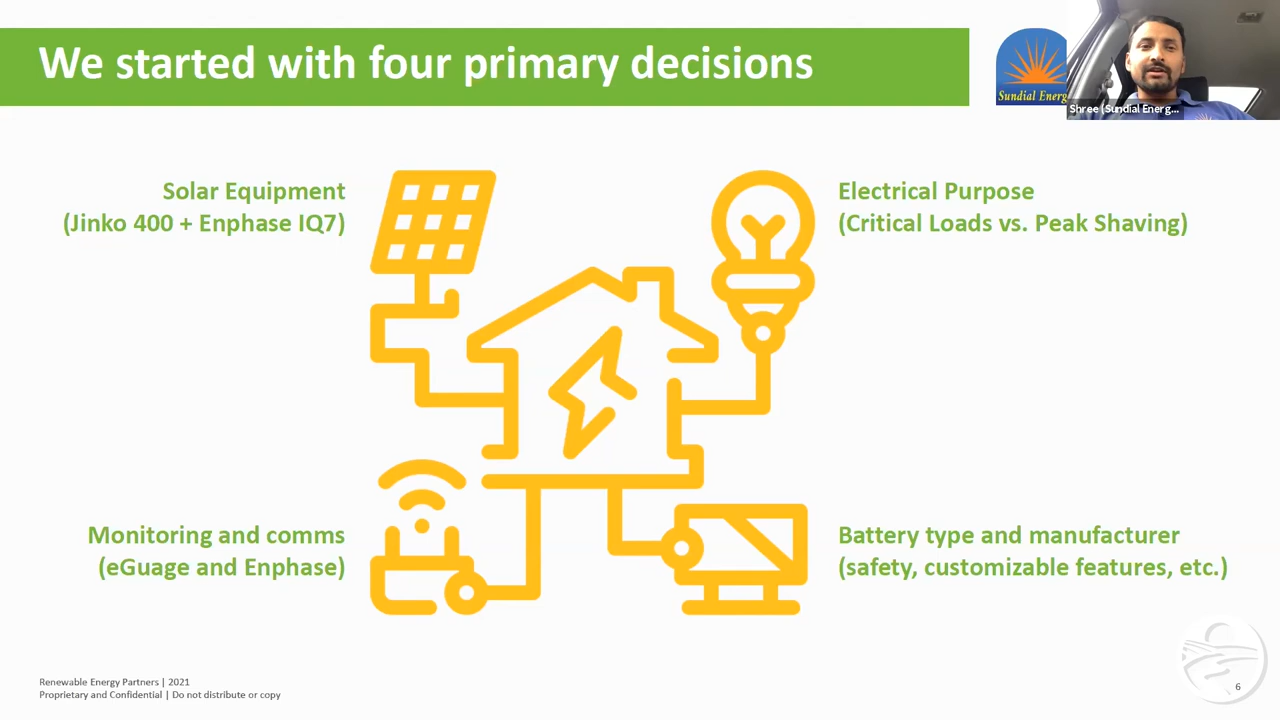 We started with four primary decisions
Sundial Energ
Shree (Sundial Energ...
Solar Equipment
(Jinko 400 + Enphase IQ7)
Electrical Purpose
(Critical Loads vs. Peak Shaving)
Monitoring and comms
(eGuage and Enphase)
Battery type and manufacturer
(safety, customizable features, etc.)
Renewable Energy Partners | 2021
Proprietary and Confidential | Do not distribute or copy
6